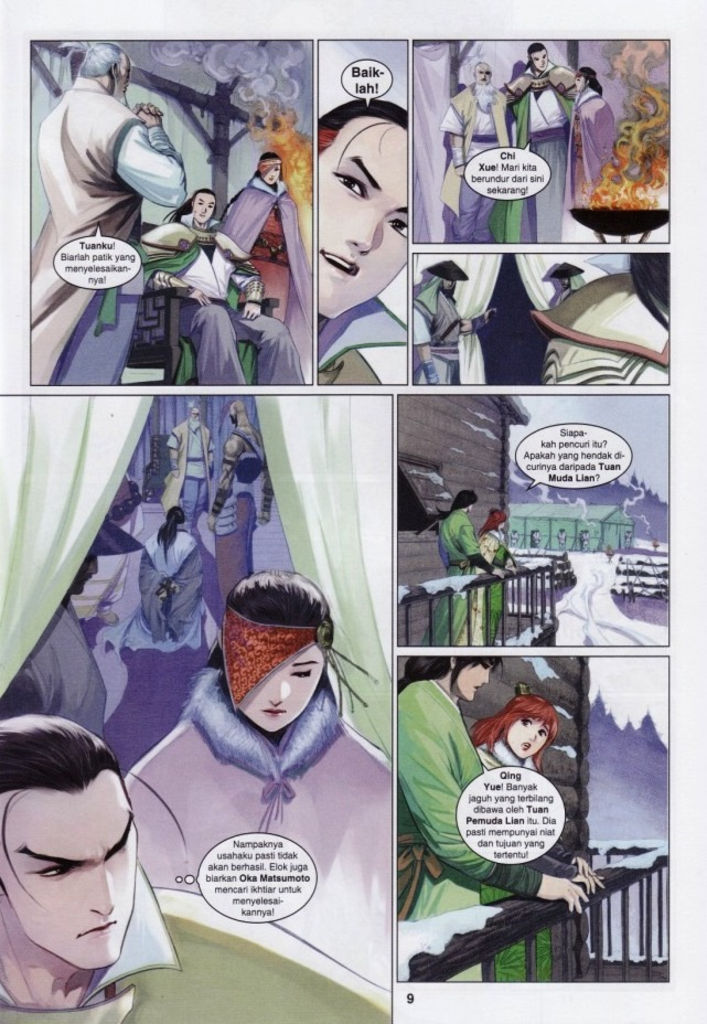 Tuanku!
Biarlah patik yang
menyelesaikan-
nya!
Baik-
lah!
Chi
Xue! Mari kita
berundur dari sini
sekarang!
Nampaknya
usahaku pasti tidak
akan berhasil. Elok aku
biarkan Oka Matsumoto
mencari ikhtiar untuk
menyelesai-
kannya!
Siapa-
kah pencuri itu?
Apakah yang hendak di-
curinya daripada Tuan
Muda Lian?
Qing
Yue! Banyak
jaguh yang terbilang
dibawa oleh Tuan
Pemuda Lian itu. Dia
pasti mempunyai niat
dan tujuan yang
tertentu!
9